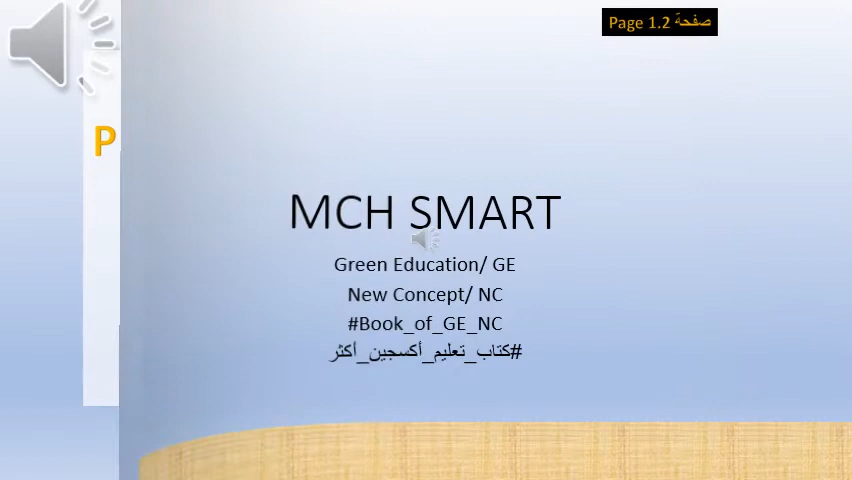 Page 1.2 صفحة
P
MCH SMART
Green Education/ GE
New Concept/ NC
#Book_of_GE_NC
#كتاب_تعليم_أكسجين_أكثر